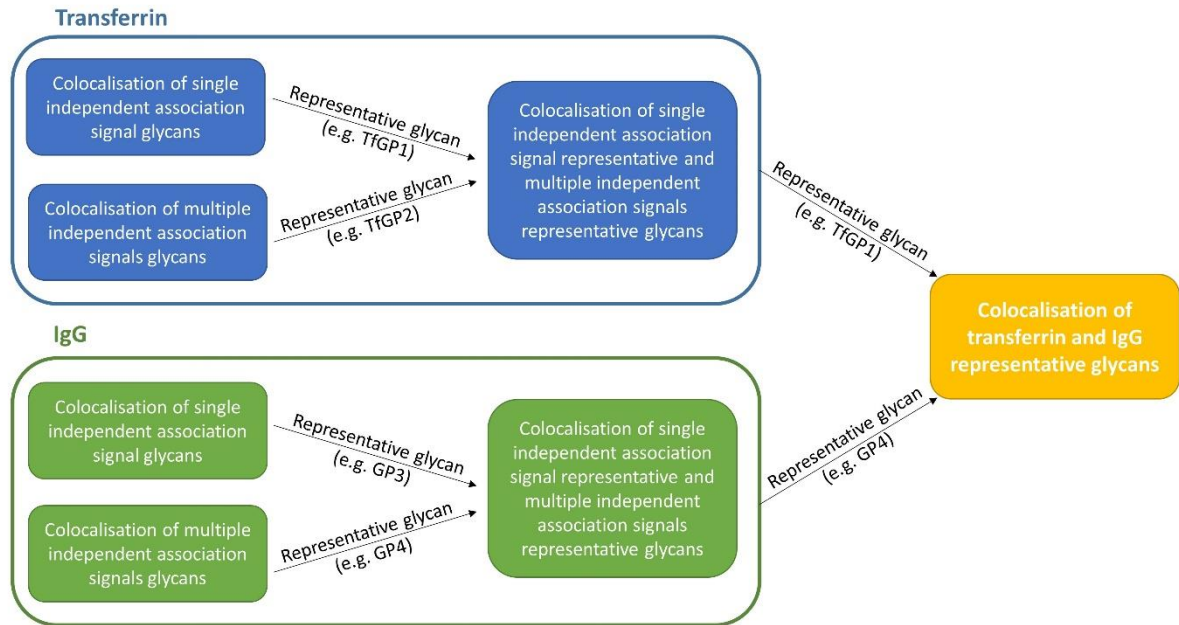 Transferrin
Colocalisation of single
independent association
signal glycans
Representative glycan
(e.g. TfGP1)
Colocalisation of multiple
independent association
signals glycans
Representative glycan
(e.g. TfGP2)
Colocalisation of single
independent association
signal representative and
multiple independent
association signals
representative glycans
Representative glycan
(e.g. TfGP1)
IgG
Colocalisation of single
independent association
signal glycans
Representative glycan
(e.g. GP3)
Colocalisation of multiple
independent association
signals glycans
Representative glycan
(e.g. GP4)
Colocalisation of single
independent association
signal representative and
multiple independent
association signals
representative glycans
Representative glycan
(e.g. GP4)
Colocalisation of
transferrin and IgG
representative glycans